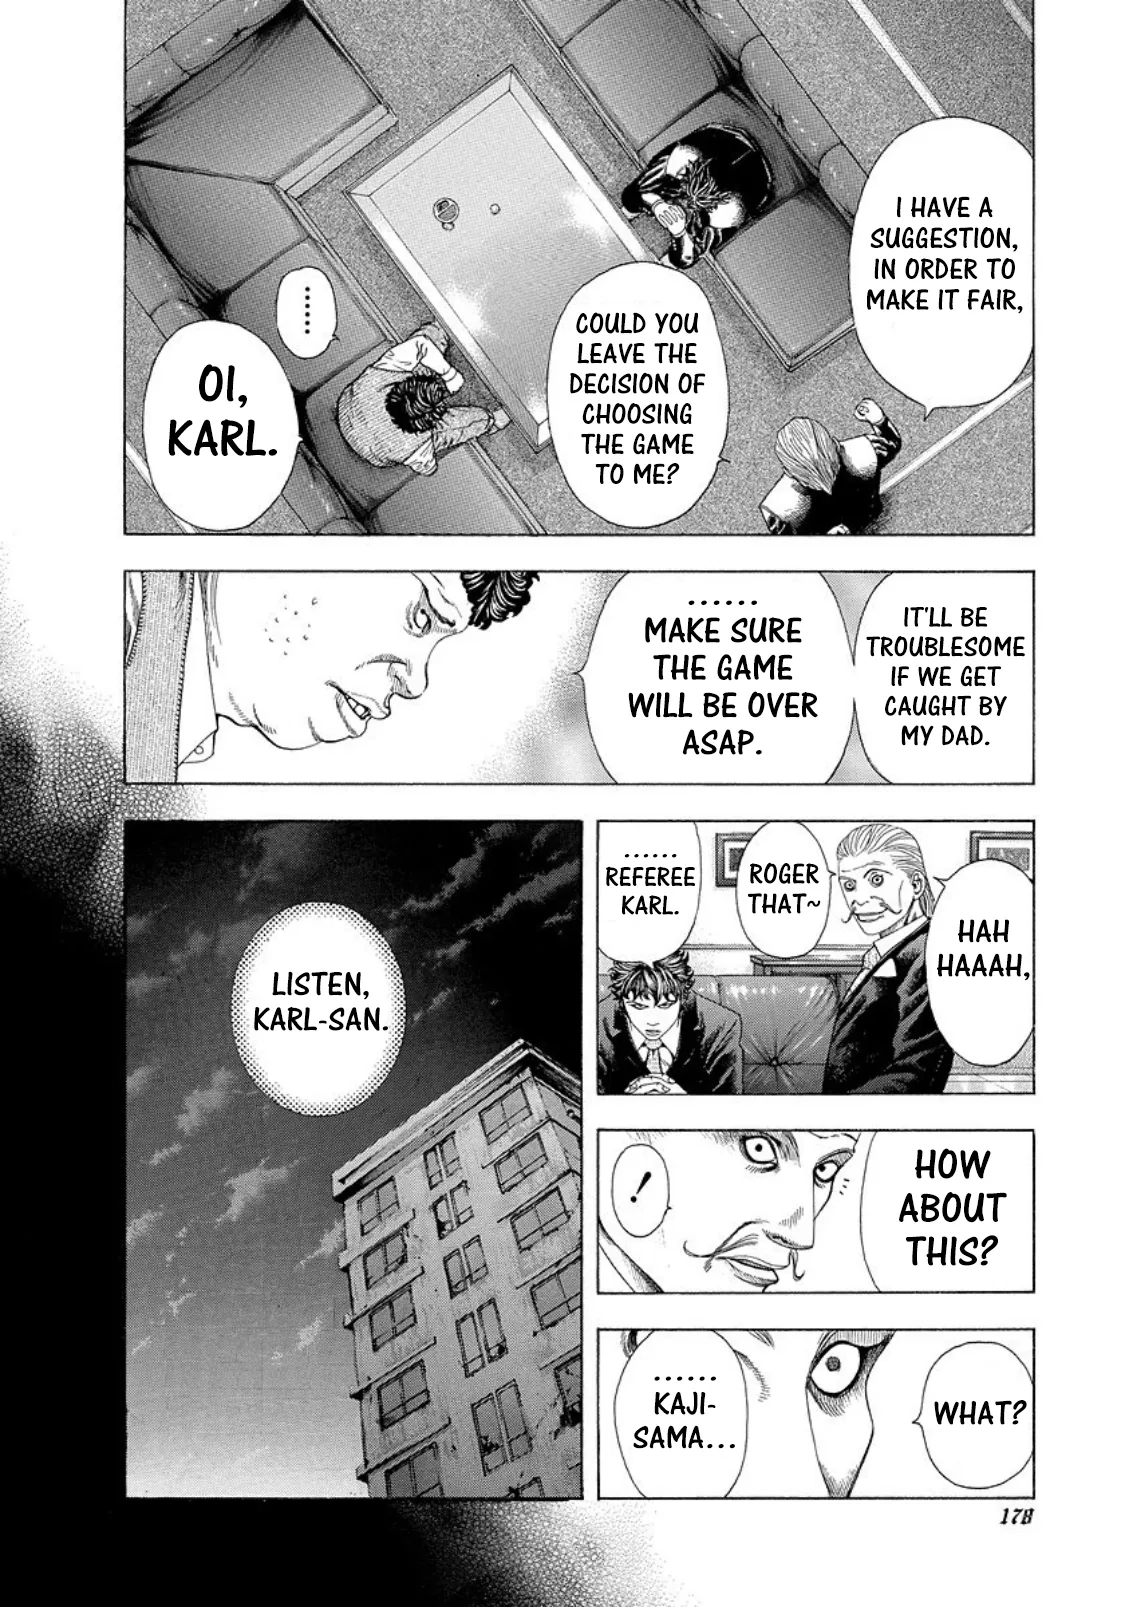 I HAVE A
SUGGESTION,
IN ORDER TO
MAKE IT FAIR,
COULD YOU
LEAVE THE
DECISION OF
CHOOSING
THE GAME
TO ME?
......
OI,
KARL.
IT'LL BE
TROUBLESOME
IF WE GET
CAUGHT BY
MY DAD.
......
MAKE SURE
THE GAME
WILL BE OVER
ASAP.
HAH
HAAAH,
ROGER
THAT~
......
REFEREE
KARL.
HOW
ABOUT
THIS?
!
WHAT?
......
KAJI-
SAMA...
LISTEN,
KARL-SAN.
178